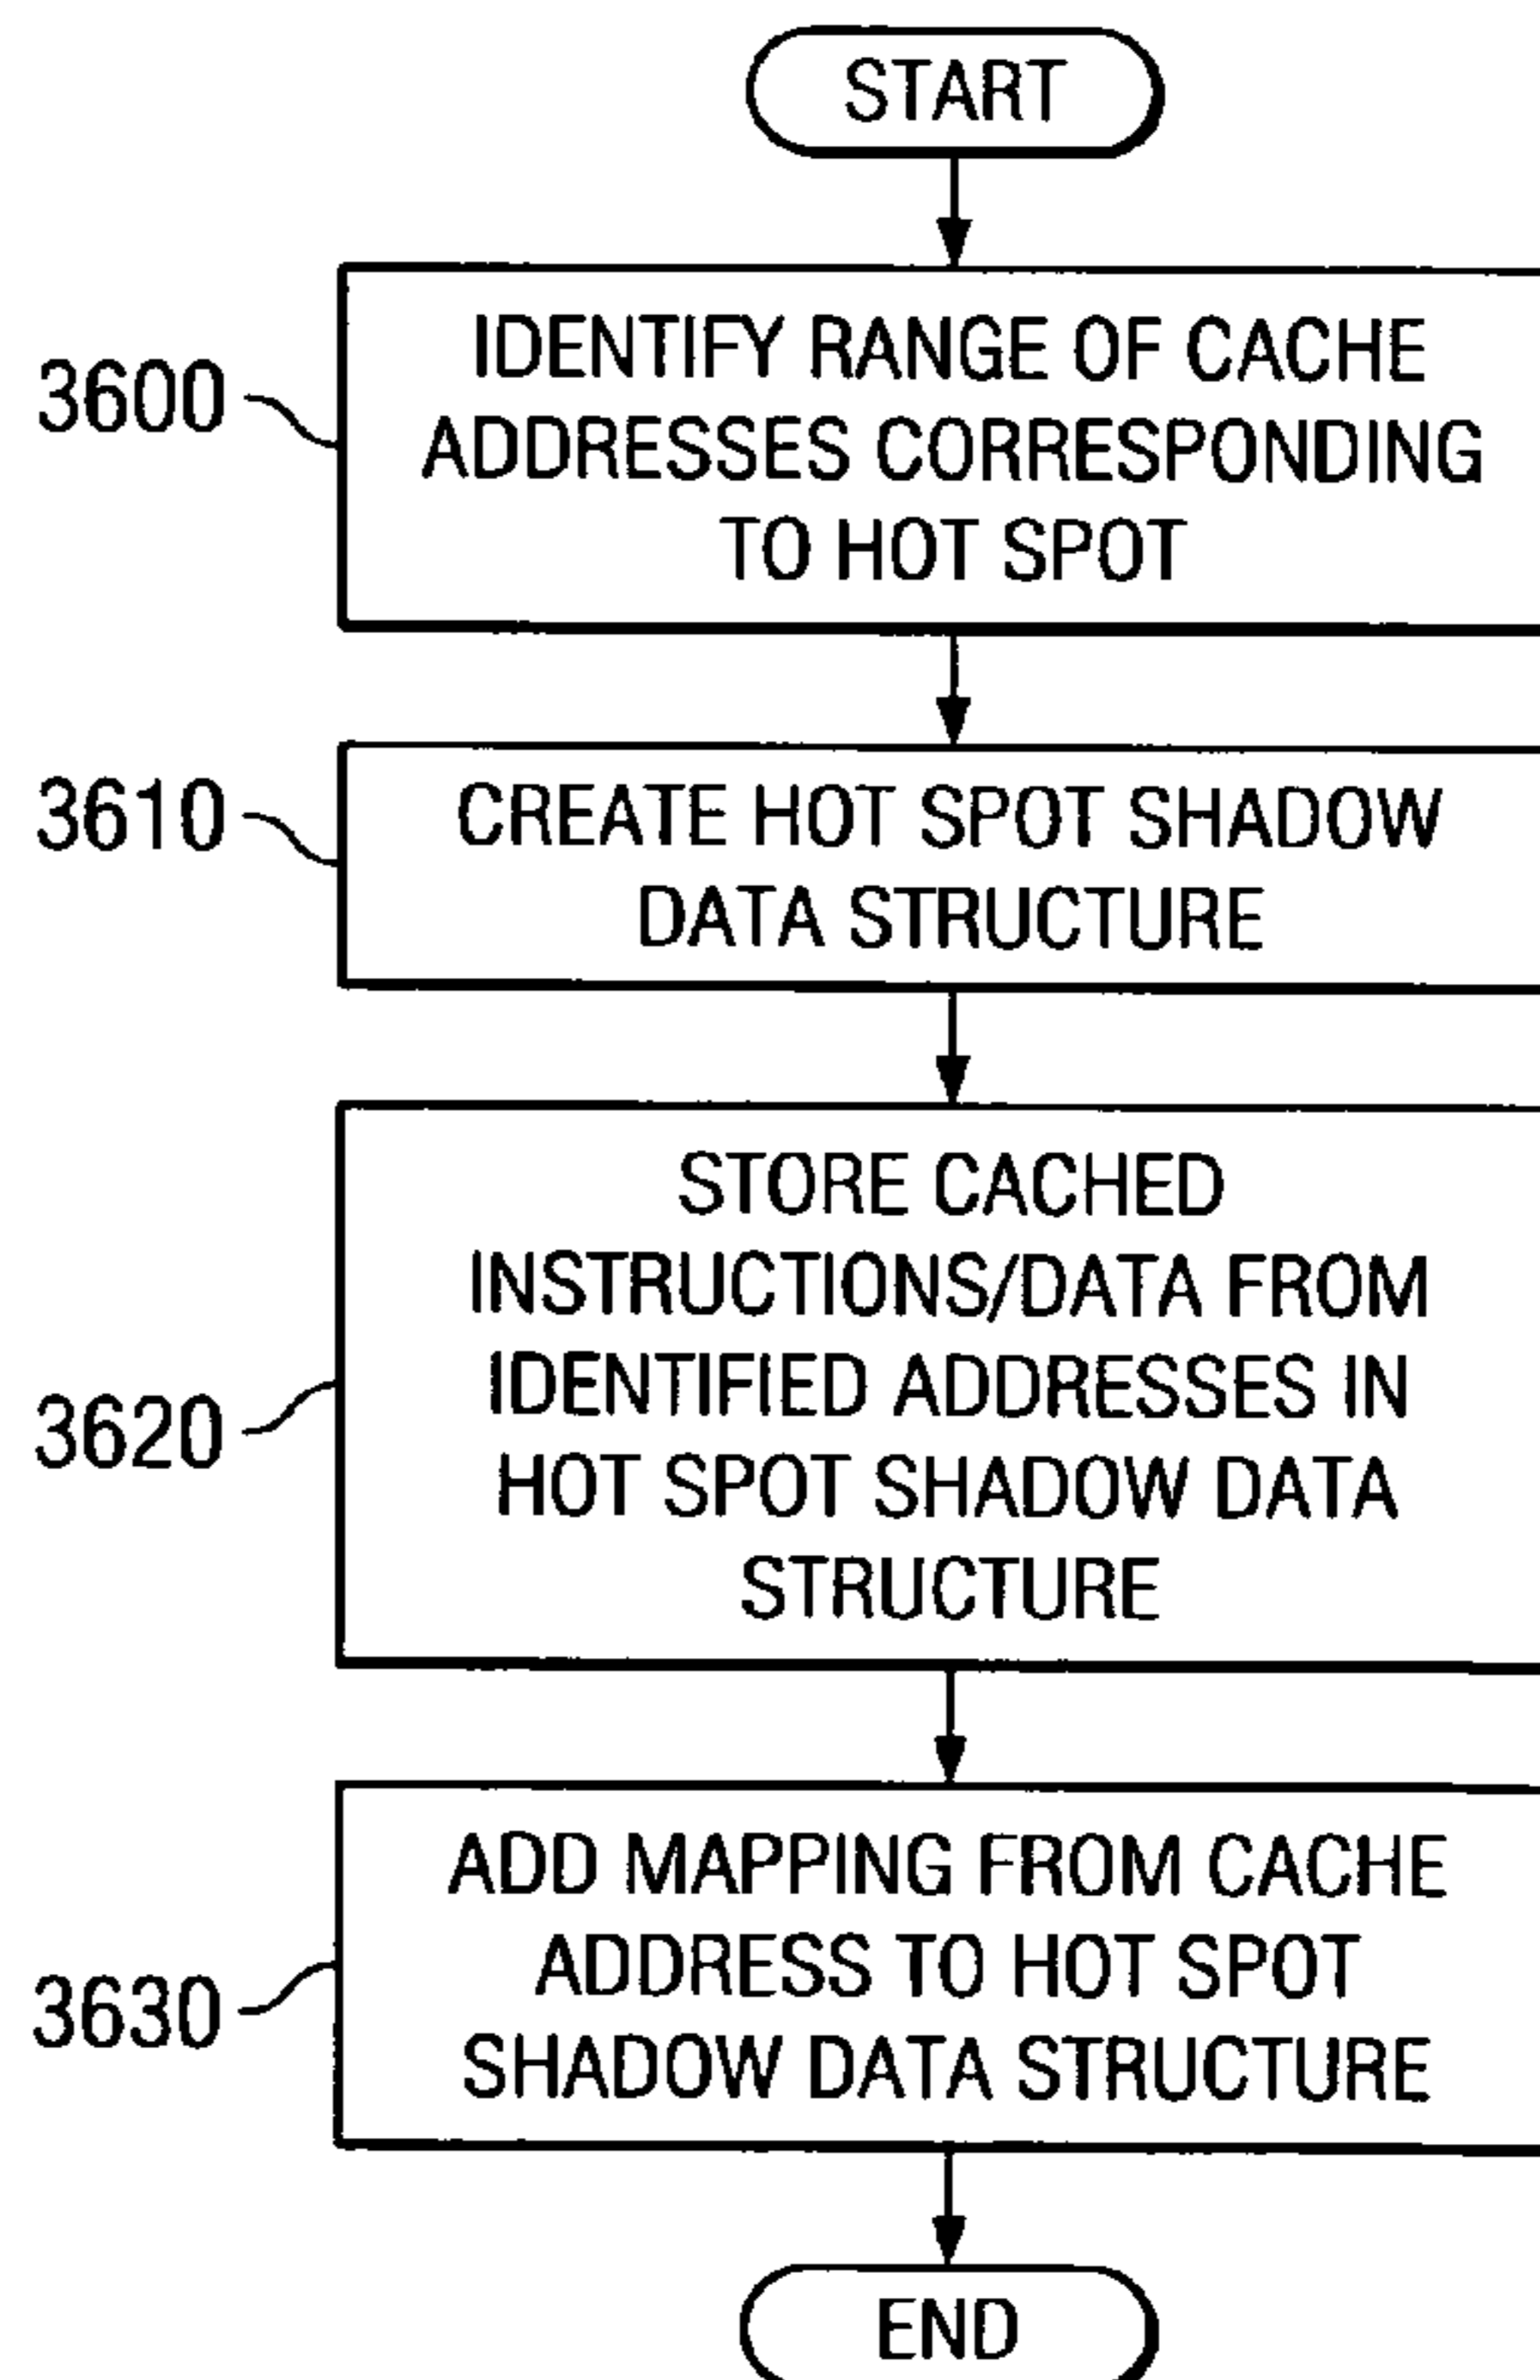 START
3600
IDENTIFY RANGE OF CACHE
ADDRESSES CORRESPONDING
TO HOT SPOT
3610
CREATE HOT SPOT SHADOW
DATA STRUCTURE
3620
STORE CACHED
INSTRUCTIONS/DATA FROM
IDENTIFIED ADDRESSES IN
HOT SPOT SHADOW DATA
STRUCTURE
3630
ADD MAPPING FROM CACHE
ADDRESS TO HOT SPOT
SHADOW DATA STRUCTURE
END